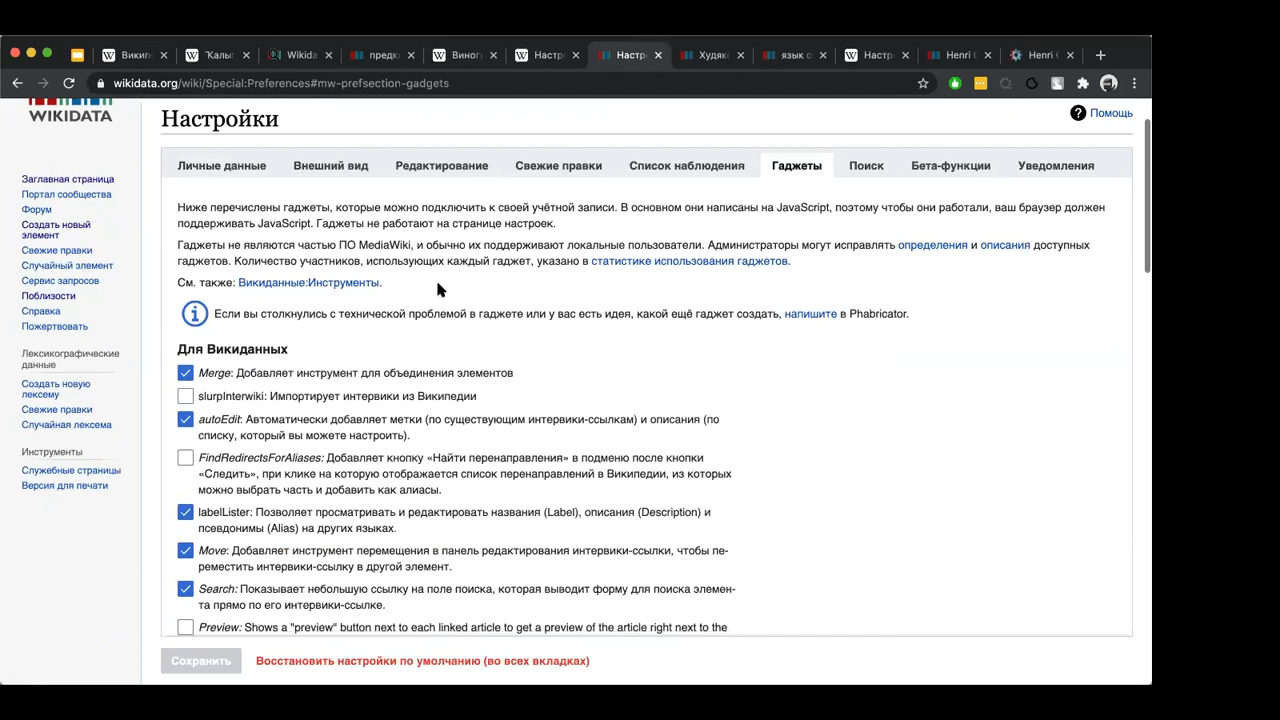 Викип
"Калы
Wikida
предк
Виног
Настр
Настр
Худяк
язык о
Настр
Henri
Henri
wikidata.org/wiki/Special:Preferences#mw-prefsection-gadgets
WIKIDATA
Настройки
Помощь
Заглавная страница
Портал сообщества
Форум
Создать новый
элемент
Свежие правки
Случайный элемент
Сервис запросов
Поблизости
Справка
Пожертвовать
Лексикографические
данные
Создать новую
лексему
Свежие правки
Случайная лексема
Инструменты
Служебные страницы
Версия для печати
Личные данные
Внешний вид
Редактирование
Свежие правки
Список наблюдения
Гаджеты
Поиск
Бета-функции
Уведомления
Ниже перечислены гаджеты, которые можно подключить к своей учётной записи. В основном они написаны на JavaScript, поэтому чтобы они работали, ваш браузер должен
поддерживать JavaScript. Гаджеты не работают на странице настроек.
Гаджеты не являются частью ПО MediaWiki, и обычно их поддерживают локальные пользователи. Администраторы могут исправлять определения и описания доступных
гаджетов. Количество участников, использующих каждый гаджет, указано в статистике использования гаджетов.
См. также: Викиданные:Инструменты.
Если вы столкнулись с технической проблемой в гаджете или у вас есть идея, какой ещё гаджет создать, напишите в Phabricator.
Для Викиданных
Merge: Добавляет инструмент для объединения элементов
slurpInterwiki: Импортирует интервики из Википедии
autoEdit: Автоматически добавляет метки (по существующим интервики-ссылкам) и описания (по
списку, который вы можете настроить).
FindRedirectsForAliases: Добавляет кнопку «Найти перенаправления» в подменю после кнопки
«Следить», при клике на которую отображается список перенаправлений в Википедии, из которых
можно выбрать часть и добавить как алиасы.
labelLister: Позволяет просматривать и редактировать названия (Label), описания (Description) и
псевдонимы (Alias) на других языках.
Move: Добавляет инструмент перемещения в панель редактирования интервики-ссылки, чтобы пе-
реместить интервики-ссылку в другой элемент.
Search: Показывает небольшую ссылку на поле поиска, которая выводит форму для поиска элемен-
та прямо по его интервики-ссылке.
Preview: Shows a "preview" button next to each linked article to get a preview of the article right next to the
Сохранить
Восстановить настройки по умолчанию (во всех вкладках)